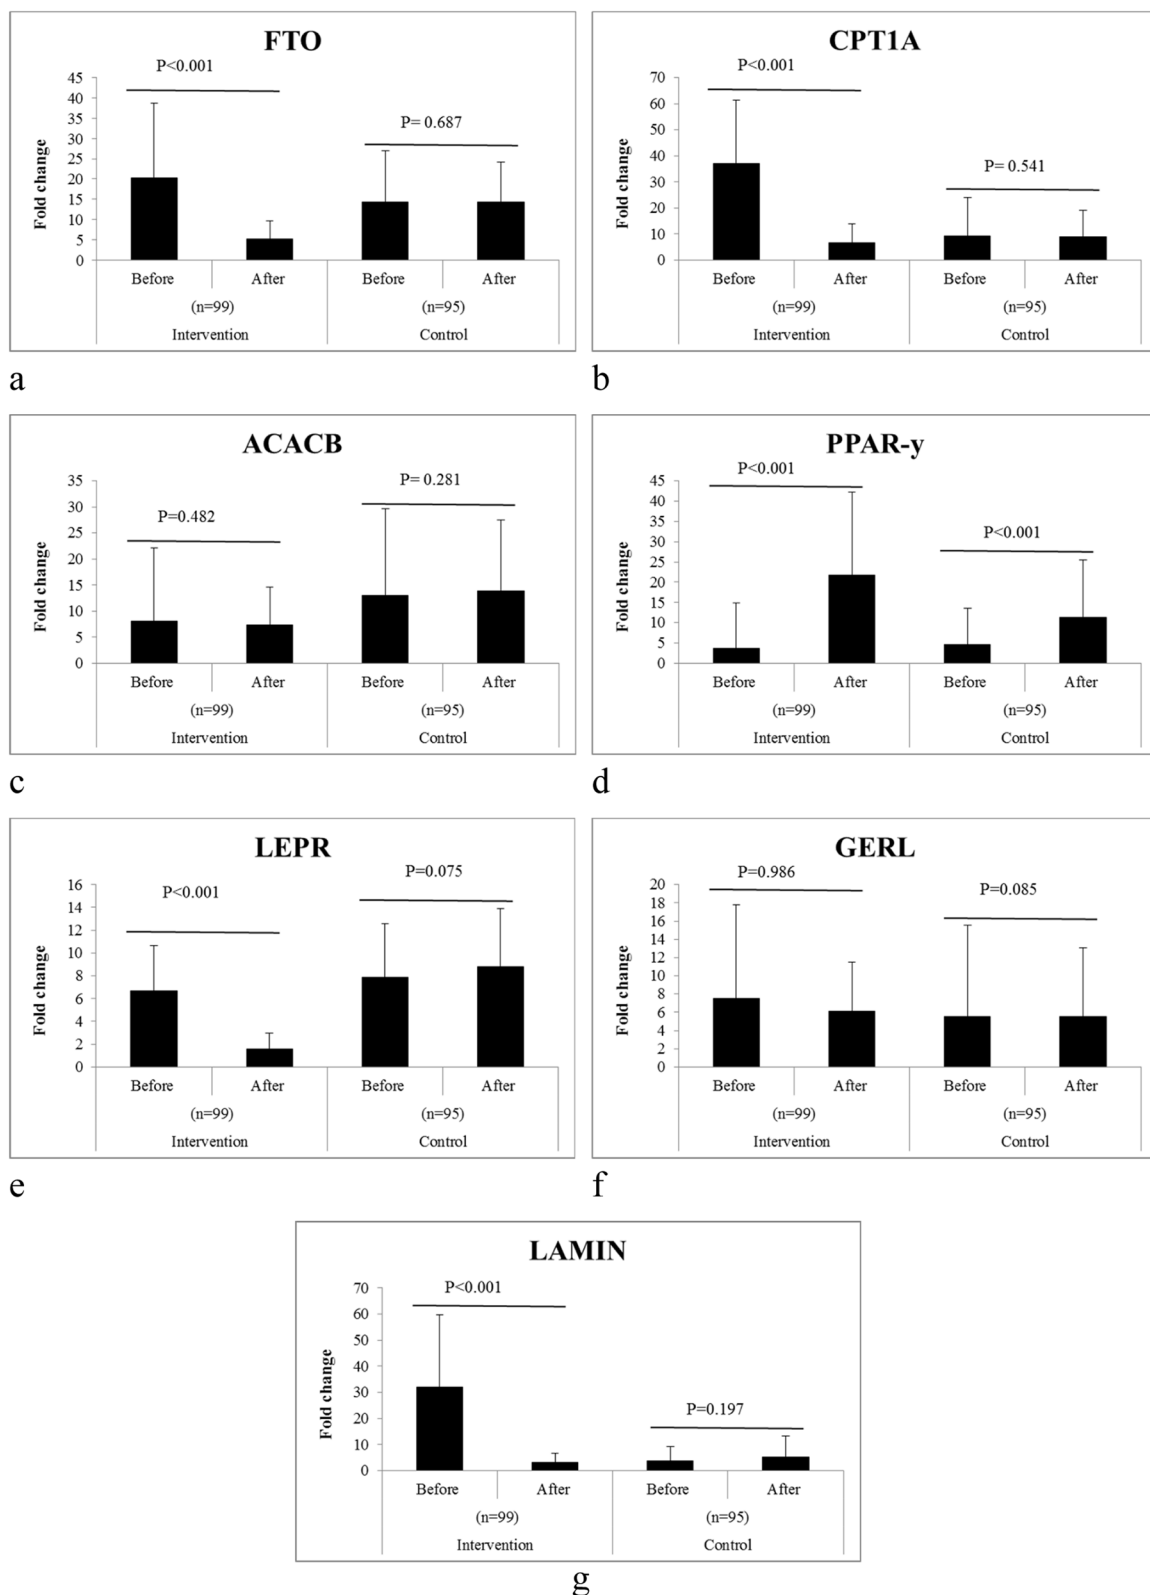 FTO
P<0.001
P= 0.687
Fold change
45
40
35
30
25
20
15
10
5
0
Before After Before After
(n=99) (n=95)
Intervention Control
a
CPT1A
P<0.001
P= 0.541
Fold change
70
60
50
40
30
20
10
0
Before After Before After
(n=99) (n=95)
Intervention Control
b
ACACB
P= 0.281
P=0.482
Fold change
35
30
25
20
15
10
5
0
Before After Before After
(n=99) (n=95)
Intervention Control
c
PPAR-y
P<0.001
P<0.001
Fold change
45
40
35
30
25
20
15
10
5
0
Before After Before After
(n=99) (n=95)
Intervention Control
d
LEPR
P=0.075
P<0.001
Fold change
16
14
12
10
8
6
4
2
0
Before After Before After
(n=99) (n=95)
Intervention Control
e
GERL
P=0.986
P=0.085
Fold change
20
18
16
14
12
10
8
6
4
2
0
Before After Before After
(n=99) (n=95)
Intervention Control
f
LAMIN
P<0.001
P=0.197
Fold change
70
60
50
40
30
20
10
0
Before After Before After
(n=99) (n=95)
Intervention Control
g